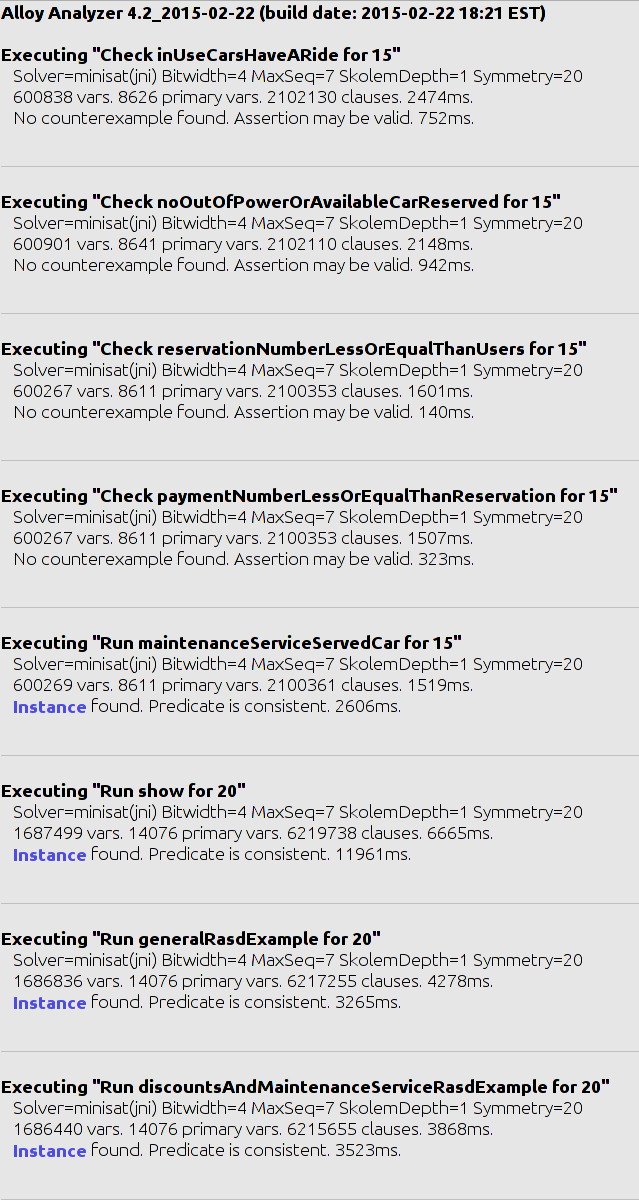 Alloy Analyzer 4.2_2015-02-22 (build date: 2015-02-22 18:21 EST)
Executing "Check inUseCarsHaveARide for 15"
Solver=minisat(jni) Bitwidth=4 MaxSeq=7 SkolemDepth=1 Symmetry=20
600838 vars. 8626 primary vars. 2102130 clauses. 2474ms.
No counterexample found. Assertion may be valid. 752ms.
Executing "Check noOutOfPowerOrAvailableCarReserved for 15"
Solver=minisat(jni) Bitwidth=4 MaxSeq=7 SkolemDepth=1 Symmetry=20
600901 vars. 8641 primary vars. 2102110 clauses. 2148ms.
No counterexample found. Assertion may be valid. 942ms.
Executing "Check reservationNumberLessOrEqualThanUsers for 15"
Solver=minisat(jni) Bitwidth=4 MaxSeq=7 SkolemDepth=1 Symmetry=20
600267 vars. 8611 primary vars. 2100353 clauses. 1601ms.
No counterexample found. Assertion may be valid. 140ms.
Executing "Check paymentNumberLessOrEqualThanReservation for 15"
Solver=minisat(jni) Bitwidth=4 MaxSeq=7 SkolemDepth=1 Symmetry=20
600267 vars. 8611 primary vars. 2100353 clauses. 1507ms.
No counterexample found. Assertion may be valid. 323ms.
Executing "Run maintenanceServiceServedCar for 15"
Solver=minisat(jni) Bitwidth=4 MaxSeq=7 SkolemDepth=1 Symmetry=20
600269 vars. 8611 primary vars. 2100361 clauses. 1519ms.
Instance found. Predicate is consistent. 2606ms.
Executing "Run show for 20"
Solver=minisat(jni) Bitwidth=4 MaxSeq=7 SkolemDepth=1 Symmetry=20
1687499 vars. 14076 primary vars. 6219738 clauses. 6665ms.
Instance found. Predicate is consistent. 11961ms.
Executing "Run generalRasdExample for 20"
Solver=minisat(jni) Bitwidth=4 MaxSeq=7 SkolemDepth=1 Symmetry=20
1686836 vars. 14076 primary vars. 6217255 clauses. 4278ms.
Instance found. Predicate is consistent. 3265ms.
Executing "Run discountsAndMaintenanceServiceRasdExample for 20"
Solver=minisat(jni) Bitwidth=4 MaxSeq=7 SkolemDepth=1 Symmetry=20
1686440 vars. 14076 primary vars. 6215655 clauses. 3868ms.
Instance found. Predicate is consistent. 3523ms.